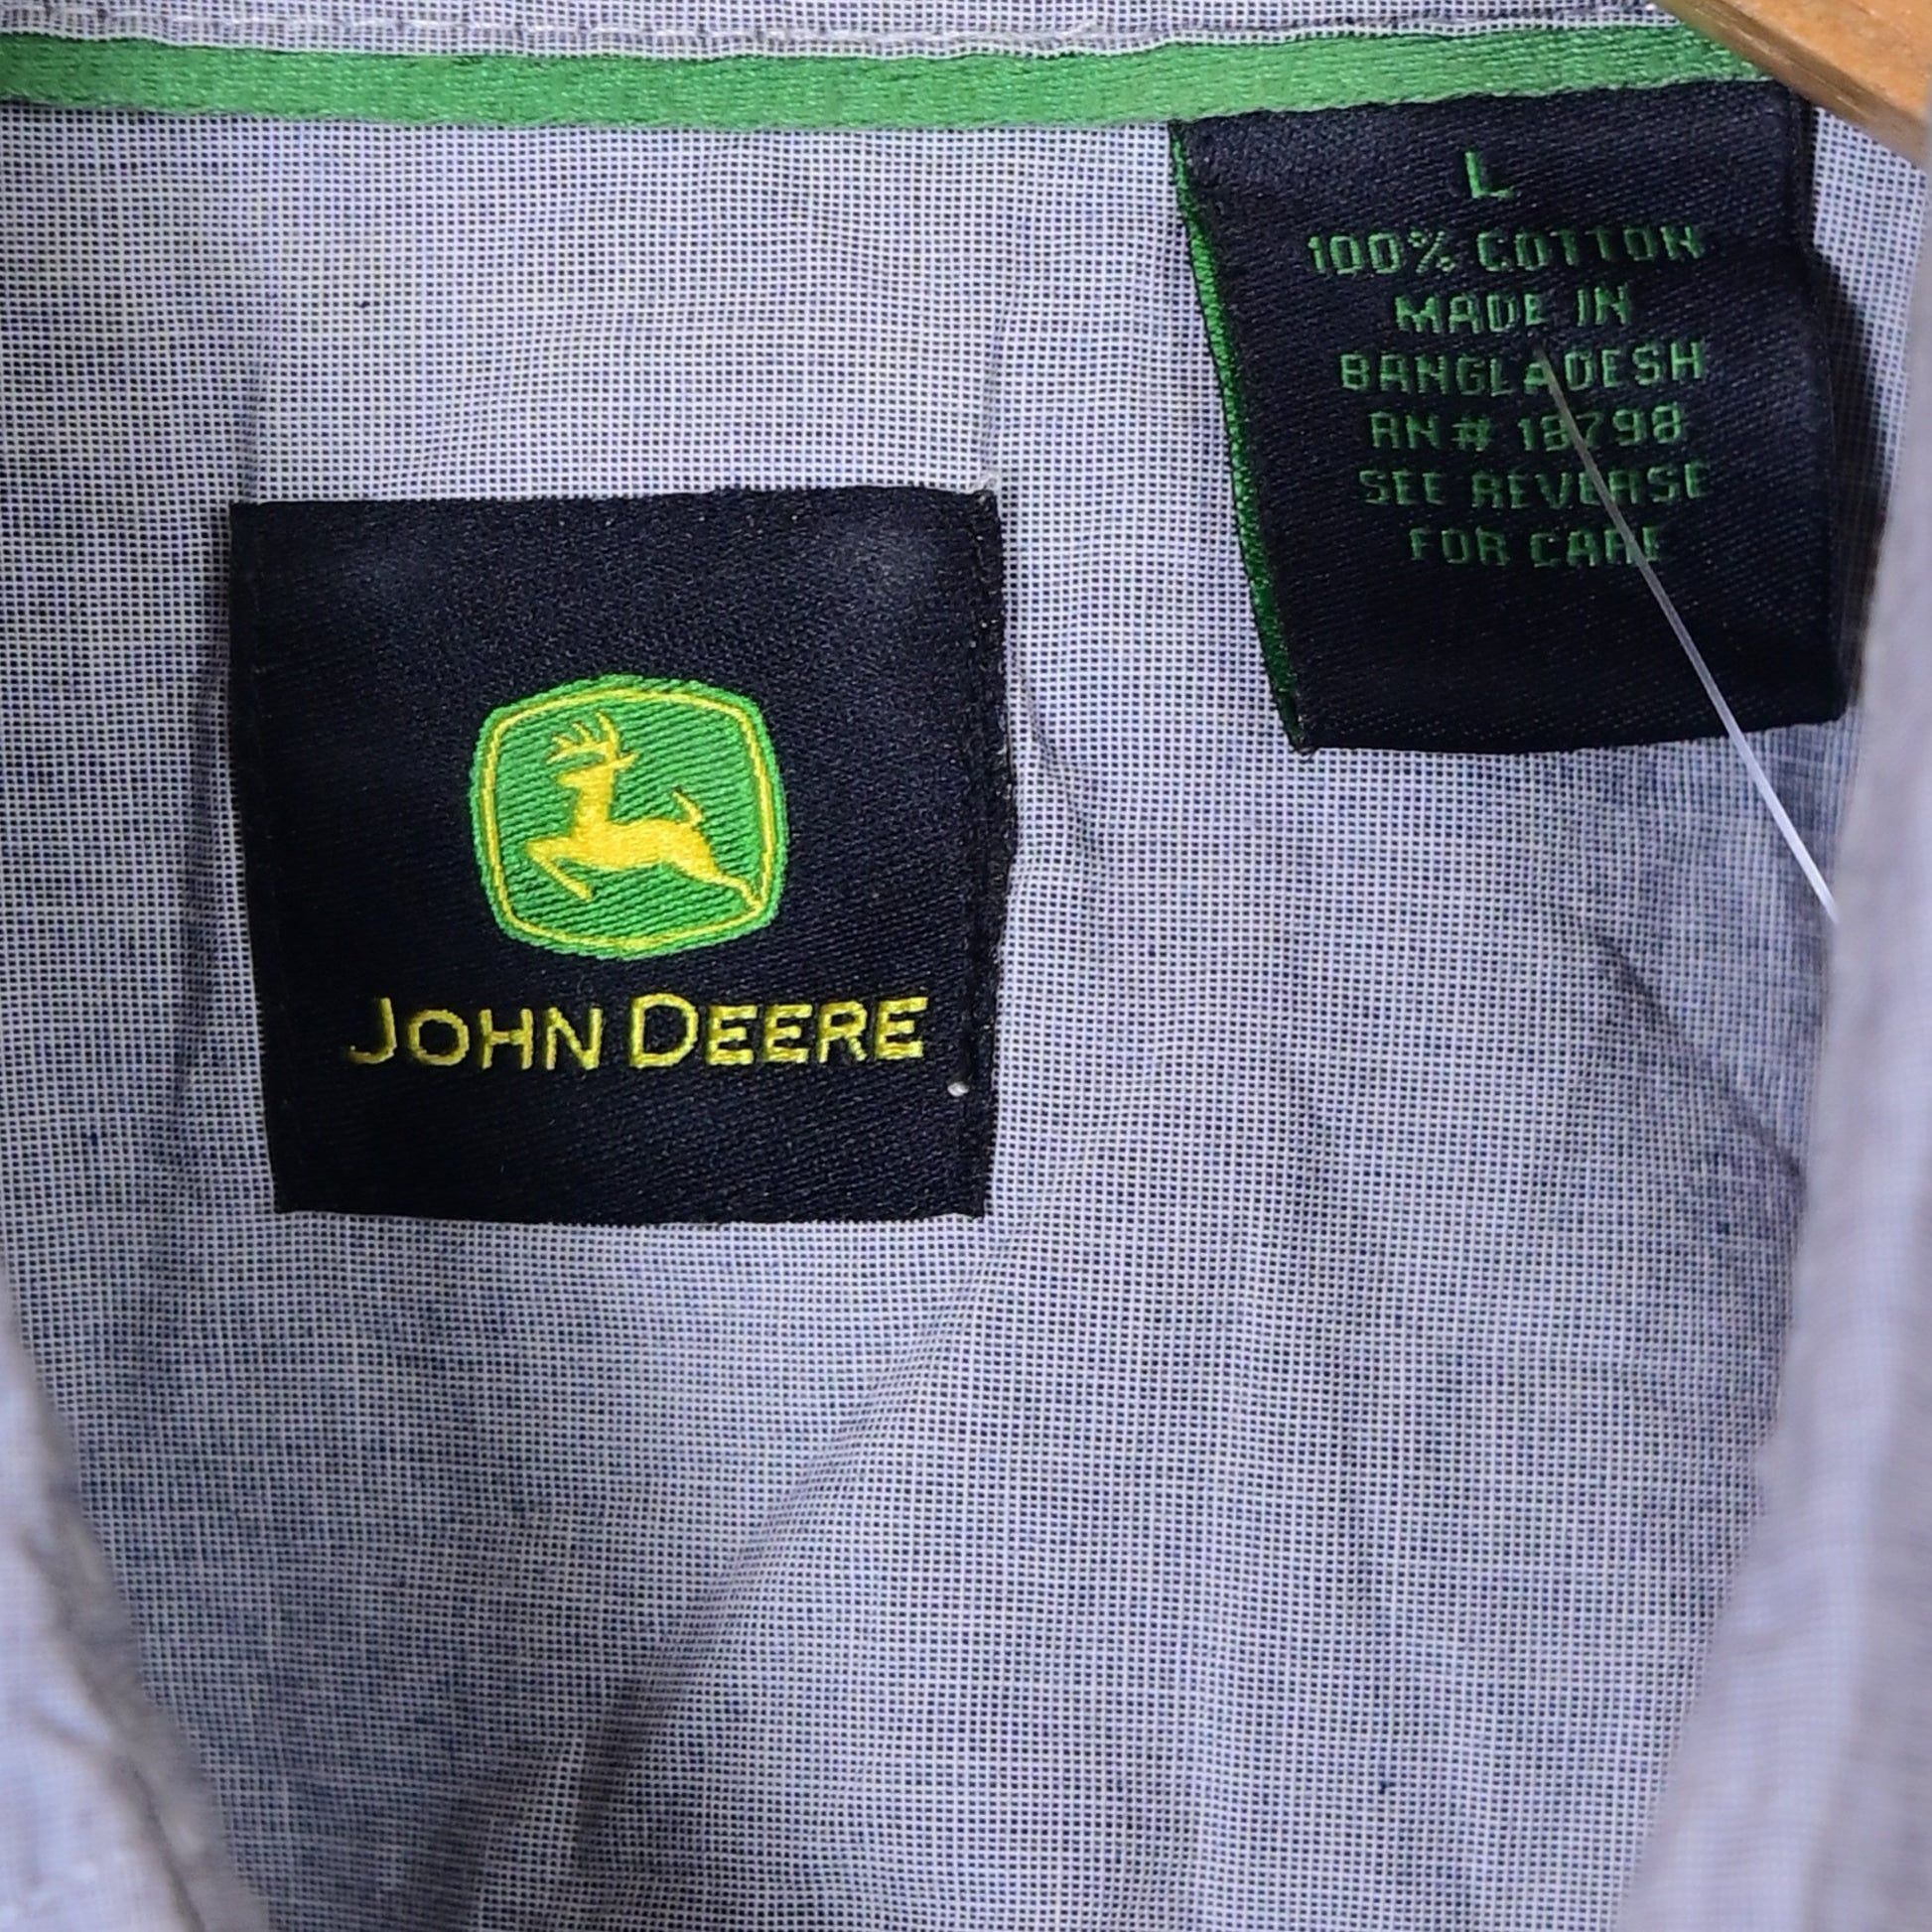 L
100% COTTON
MADE IN
BANGLADESH
RN# 18798
SEE REVERSE
FOR CARE
JOHN DEERE